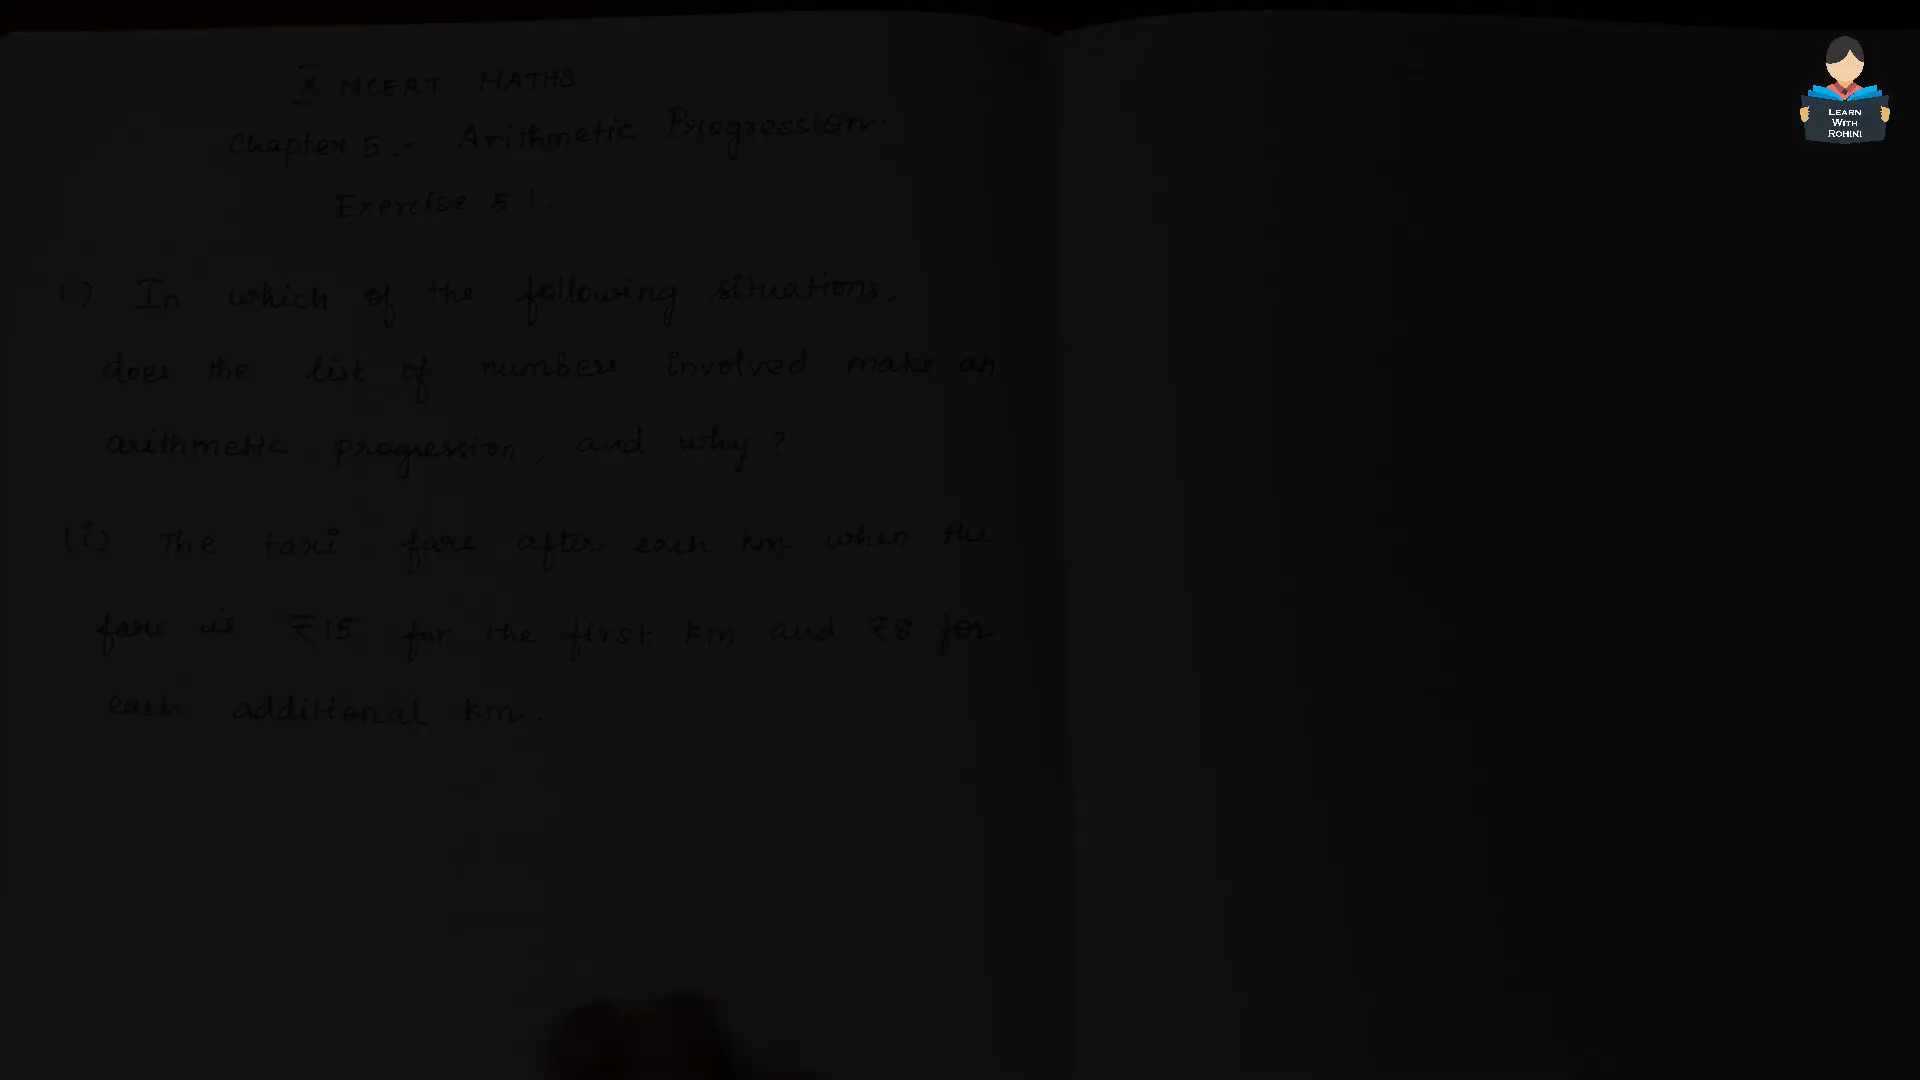 X NCERT MATHS
Chapter 5:- Arithmetic Progression.
Exercise 5.1.
1.) In which of the following situations,
does the list of numbers involved make an
arithmetic progression, and why?
(i) The taxi fare after each km when the
fare is ₹15 for the first km and ₹8 for
each additional km.
LEARN
WITH
ROHINI